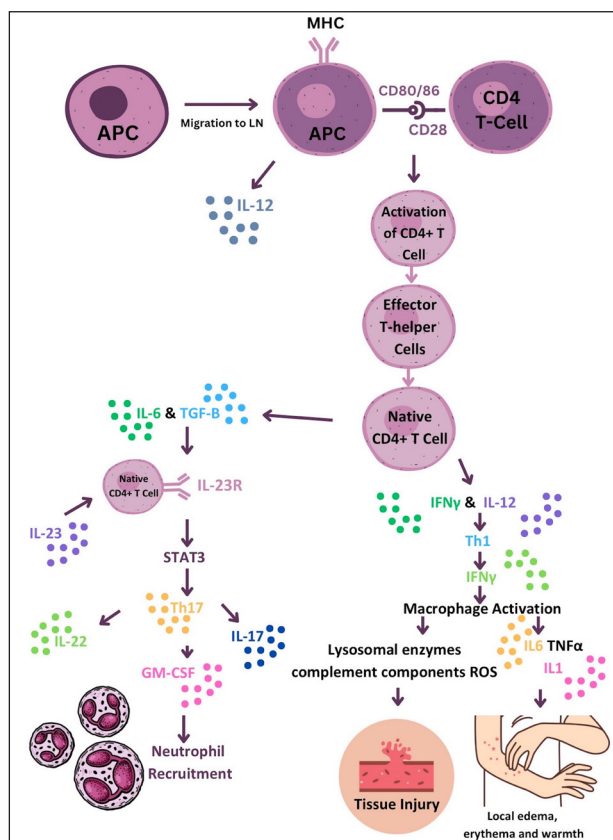 MHC
APC
Migration to LN
APC
CD80/86
CD28
CD4
T-Cell
IL-12
Activation
of CD4+ T
Cell
Effector
T-helper
Cells
Native
CD4+ T Cell
IL-6 & TGF-B
Native
CD4+ T Cell
IL-23R
IL-23
STAT3
Th17
IL-22
IL-17
GM-CSF
Neutrophil
Recruitment
IFNγ & IL-12
Th1
IFNγ
Macrophage Activation
Lysosomal enzymes
complement components ROS
IL6 TNFα
IL1
Tissue Injury
Local edema,
erythema and warmth